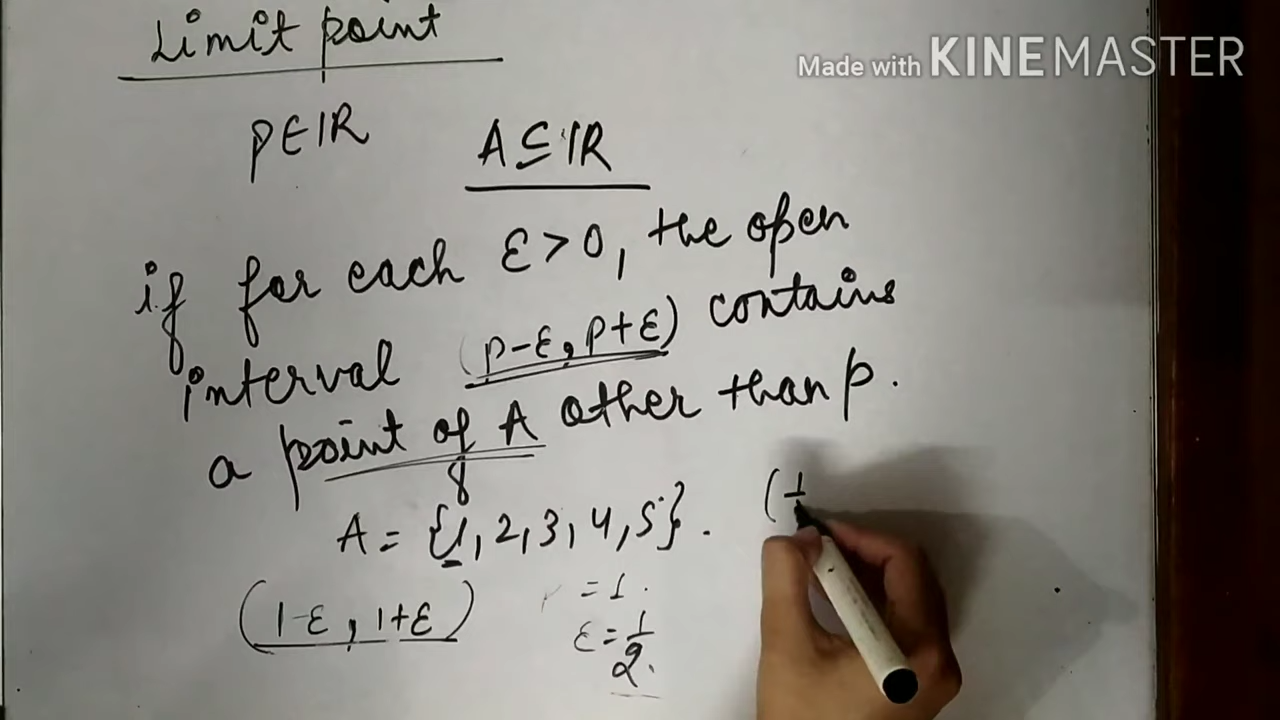 Limit point
Made with KINEMASTER
p∈ℝ A⊆ℝ
if for each ε>0, the open
interval (p-ε, p+ε) contains
a point of A other than p.
A = {1, 2, 3, 4, 5}. (1
(1-ε, 1+ε) = 1.
ε = 1/2.